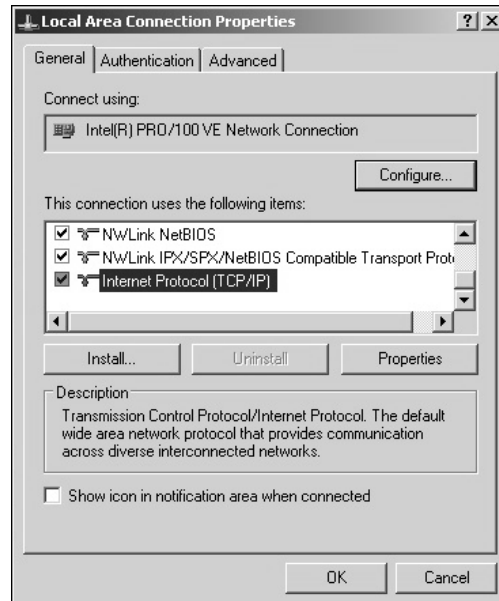 Local Area Connection Properties
General Authentication Advanced
Connect using:
Intel(R) PRO/100 VE Network Connection
Configure...
This connection uses the following items:
NWLink NetBIOS
NWLink IPX/SPX/NetBIOS Compatible Transport Proto
Internet Protocol (TCP/IP)
Install... Uninstall Properties
Description
Transmission Control Protocol/Internet Protocol. The default
wide area network protocol that provides communication
across diverse interconnected networks.
Show icon in notification area when connected
OK Cancel